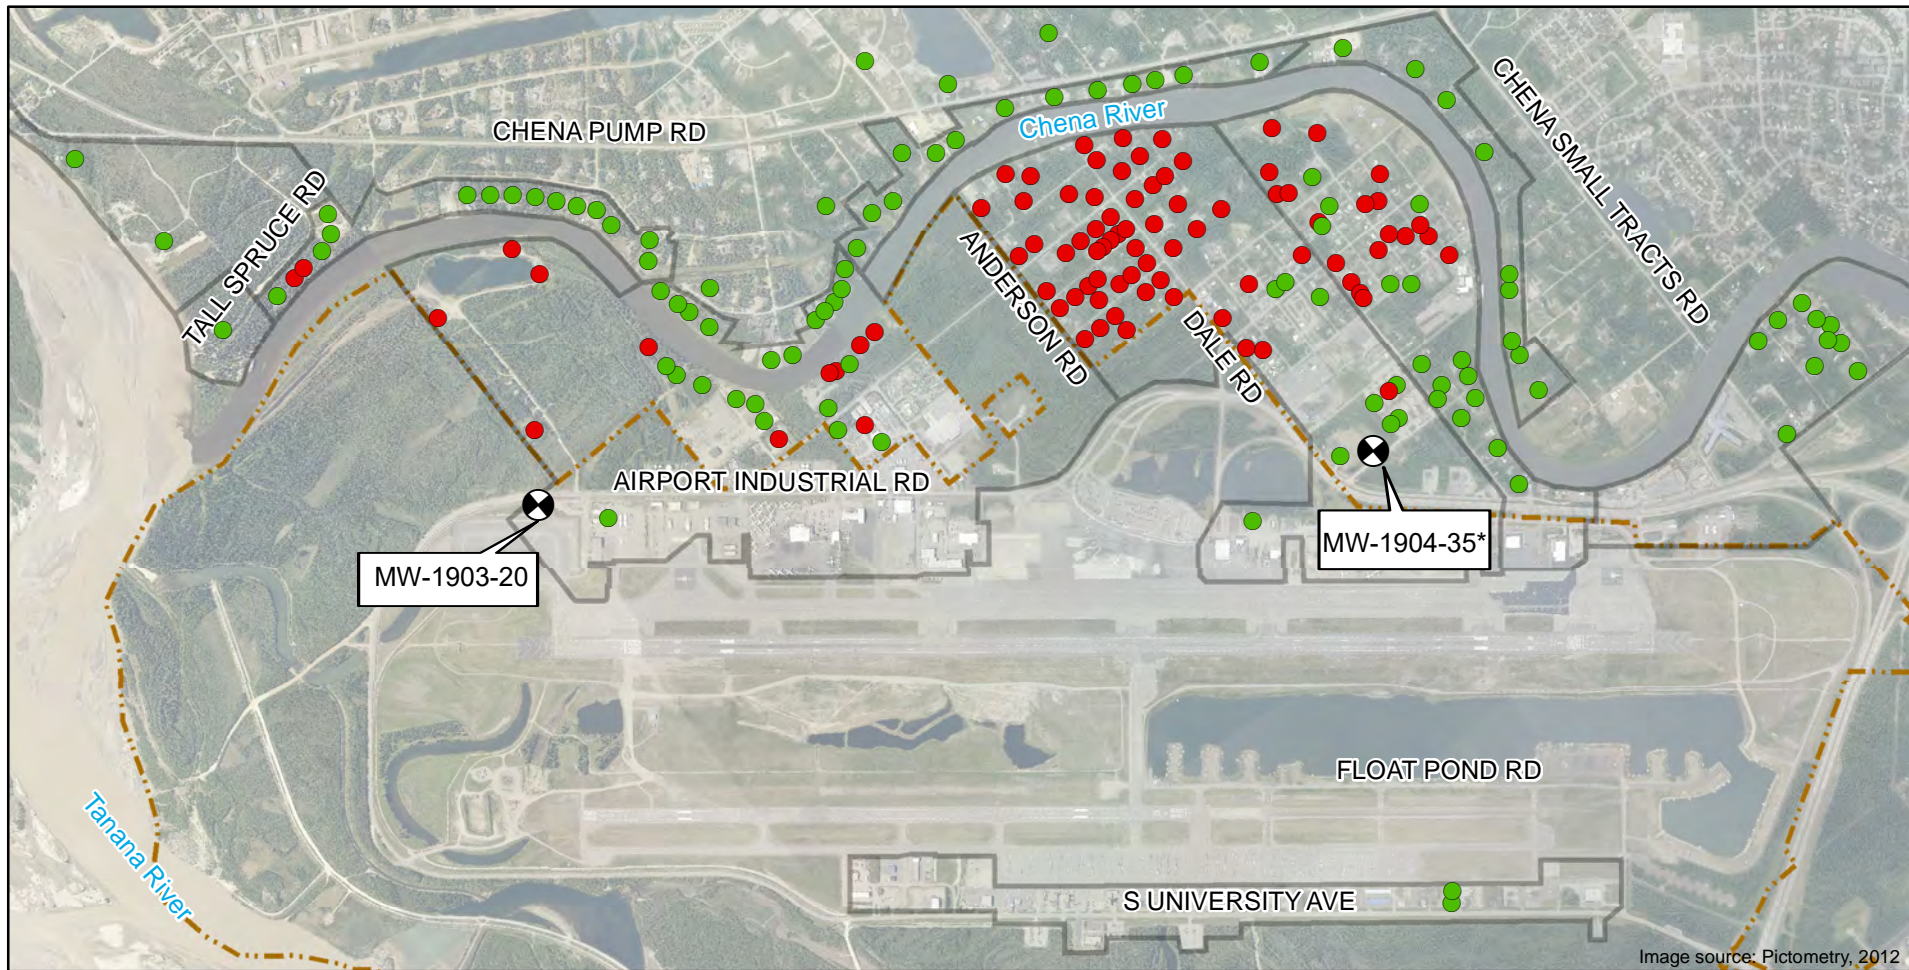 CHENA PUMP RD
Chena River
CHENA SMALL TRACTS RD
TALL SPRUCE RD
ANDERSON RD
DALE RD
AIRPORT INDUSTRIAL RD
MW-1903-20
MW-1904-35*
FLOAT POND RD
Tanana River
S UNIVERSITY AVE
Image source: Pictometry, 2012